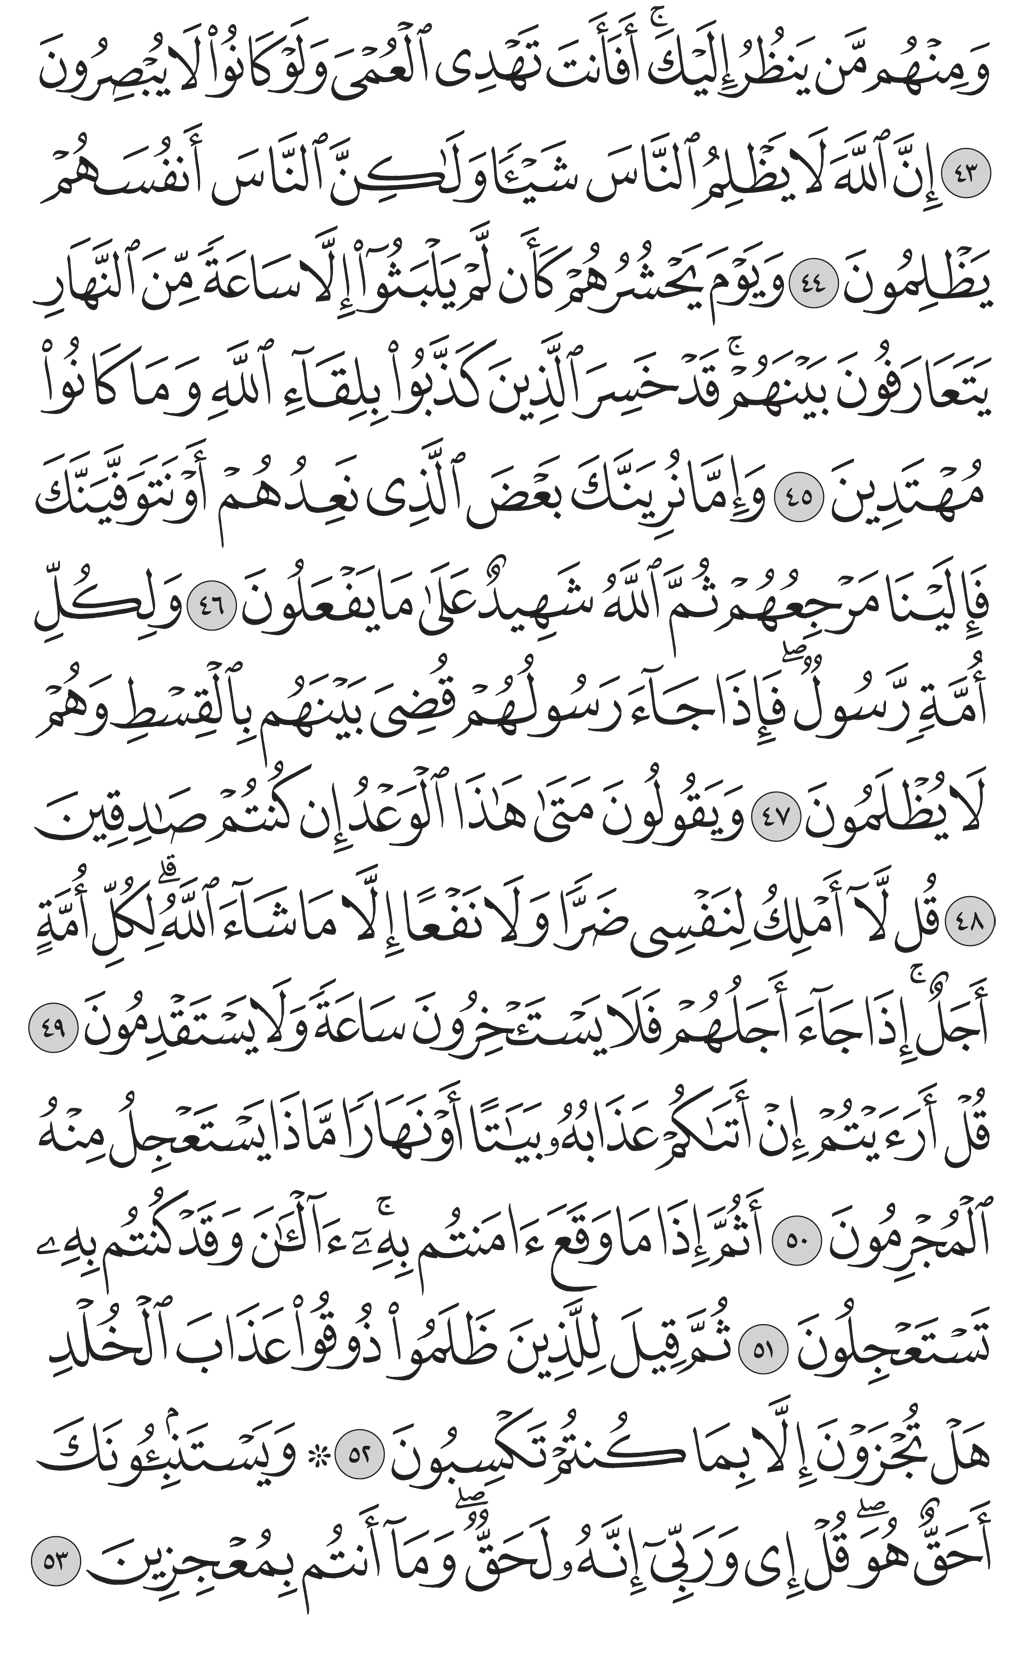 وَمِنْهُم مَّن يَنظُرُ إِلَيْكَ ۚ أَفَأَنتَ تَهْدِى ٱلْعُمْىَ وَلَوْ كَانُوا۟ لَا يُبْصِرُونَ
٤٣ إِنَّ ٱللَّهَ لَا يَظْلِمُ ٱلنَّاسَ شَيْـًٔا وَلَـٰكِنَّ ٱلنَّاسَ أَنفُسَهُمْ
يَظْلِمُونَ ٤٤ وَيَوْمَ يَحْشُرُهُمْ كَأَن لَّمْ يَلْبَثُوٓا۟ إِلَّا سَاعَةً مِّنَ ٱلنَّهَارِ
يَتَعَارَفُونَ بَيْنَهُمْ ۚ قَدْ خَسِرَ ٱلَّذِينَ كَذَّبُوا۟ بِلِقَآءِ ٱللَّهِ وَمَا كَانُوا۟
مُهْتَدِينَ ٤٥ وَإِمَّا نُرِيَنَّكَ بَعْضَ ٱلَّذِى نَعِدُهُمْ أَوْ نَتَوَفَّيَنَّكَ
فَإِلَيْنَا مَرْجِعُهُمْ ثُمَّ ٱللَّهُ شَهِيدٌ عَلَىٰ مَا يَفْعَلُونَ ٤٦ وَلِكُلِّ
أُمَّةٍ رَّسُولٌ ۖ فَإِذَا جَآءَ رَسُولُهُمْ قُضِىَ بَيْنَهُم بِٱلْقِسْطِ وَهُمْ
لَا يُظْلَمُونَ ٤٧ وَيَقُولُونَ مَتَىٰ هَـٰذَا ٱلْوَعْدُ إِن كُنتُمْ صَـٰدِقِينَ
٤٨ قُل لَّآ أَمْلِكُ لِنَفْسِى ضَرًّا وَلَا نَفْعًا إِلَّا مَا شَآءَ ٱللَّهُ ۗ لِكُلِّ أُمَّةٍ
أَجَلٌ ۚ إِذَا جَآءَ أَجَلُهُمْ فَلَا يَسْتَـْٔخِرُونَ سَاعَةً وَلَا يَسْتَقْدِمُونَ ٤٩
قُلْ أَرَءَيْتُمْ إِنْ أَتَىٰكُمْ عَذَابُهُۥ بَيَـٰتًا أَوْ نَهَارًا مَّاذَا يَسْتَعْجِلُ مِنْهُ
ٱلْمُجْرِمُونَ ٥٠ أَثُمَّ إِذَا مَا وَقَعَ ءَامَنتُم بِهِۦٓ ۚ ءَآلْـَٔـٰنَ وَقَدْ كُنتُم بِهِۦ
تَسْتَعْجِلُونَ ٥١ ثُمَّ قِيلَ لِلَّذِينَ ظَلَمُوا۟ ذُوقُوا۟ عَذَابَ ٱلْخُلْدِ
هَلْ تُجْزَوْنَ إِلَّا بِمَا كُنتُمْ تَكْسِبُونَ ٥٢ ۞ وَيَسْتَنۢبِـُٔونَكَ
أَحَقٌّ هُوَ ۖ قُلْ إِى وَرَبِّىٓ إِنَّهُۥ لَحَقٌّ ۖ وَمَآ أَنتُم بِمُعْجِزِينَ ٥٣